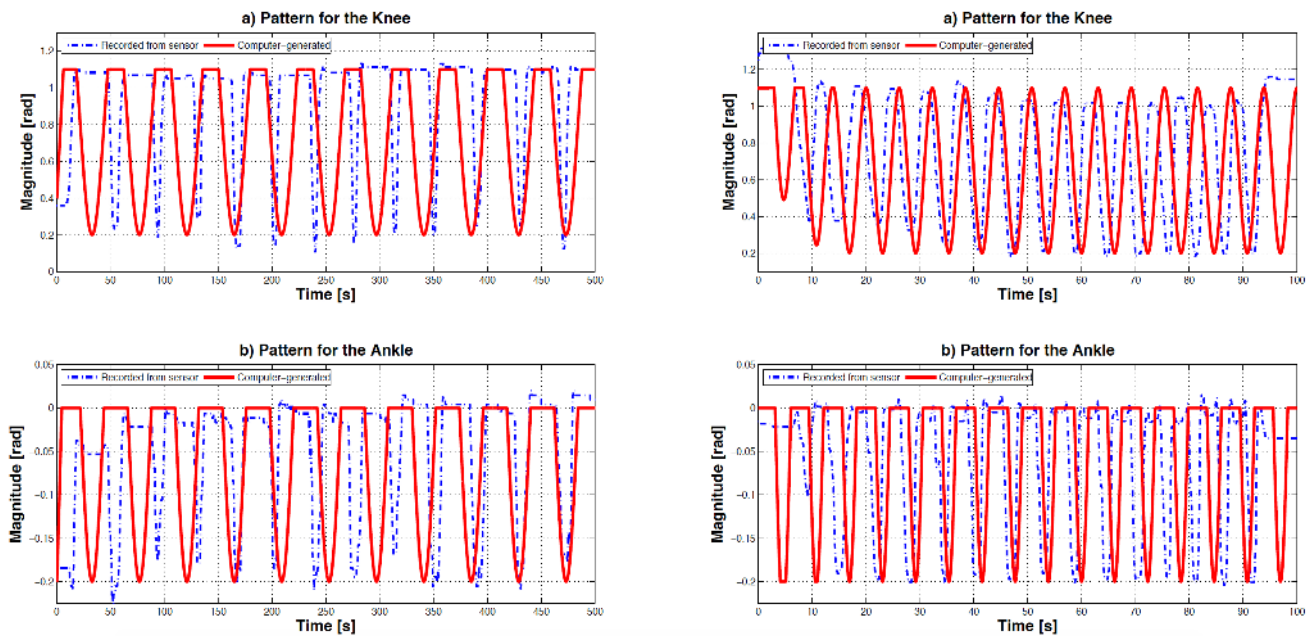 a) Pattern for the Knee
Recorded from sensor Computer-generated
1.2
1
0.8
0.6
0.4
0.2
0
Magnitude [rad]
0 50 100 150 200 250 300 350 400 450 500
Time [s]
a) Pattern for the Knee
Recorded from sensor Computer-generated
1.2
1
0.8
0.6
0.4
0.2
0
Magnitude [rad]
0 10 20 30 40 50 60 70 80 90 100
Time [s]
b) Pattern for the Ankle
Recorded from sensor Computer-generated
0.05
0
0.05
−0.1
−0.15
−0.2
Magnitude [rad]
0 50 100 150 200 250 300 350 400 450 500
Time [s]
b) Pattern for the Ankle
Recorded from sensor Computer-generated
0.05
0
0.05
−0.1
−0.15
−0.2
Magnitude [rad]
0 10 20 30 40 50 60 70 80 90 100
Time [s]